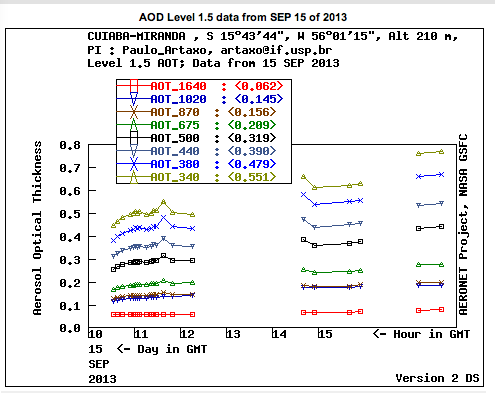 AOD Level 1.5 data from SEP 15 of 2013
CUIABA-MIRANDA , S 15°43'44", W 56°01'15", Alt 210 m,
PI : Paulo_Artaxo, artaxo@if.usp.br
Level 1.5 AOT; Data from 15 SEP 2013
AOT_1640 : <0.062>
AOT_1020 : <0.145>
AOT_870 : <0.156>
AOT_675 : <0.209>
AOT_500 : <0.319>
AOT_440 : <0.390>
AOT_380 : <0.479>
AOT_340 : <0.551>
Aerosol Optical Thickness
0.8
0.7
0.6
0.5
0.4
0.3
0.2
0.1
0.0
AERONET Project, NASA GSFC
10 11 12 13 14 15 <- Hour in GMT
15 <- Day in GMT
SEP
2013
Version 2 DS